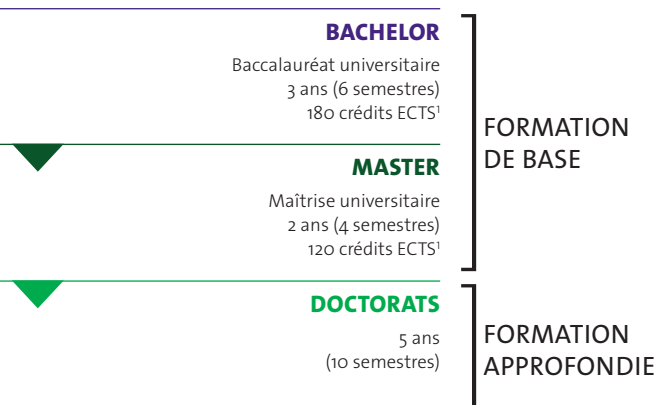 BACHELOR
Baccalauréat universitaire
3 ans (6 semestres)
180 crédits ECTS¹
MASTER
Maîtrise universitaire
2 ans (4 semestres)
120 crédits ECTS¹
FORMATION
DE BASE
DOCTORATS
5 ans
(10 semestres)
FORMATION
APPROFONDIE